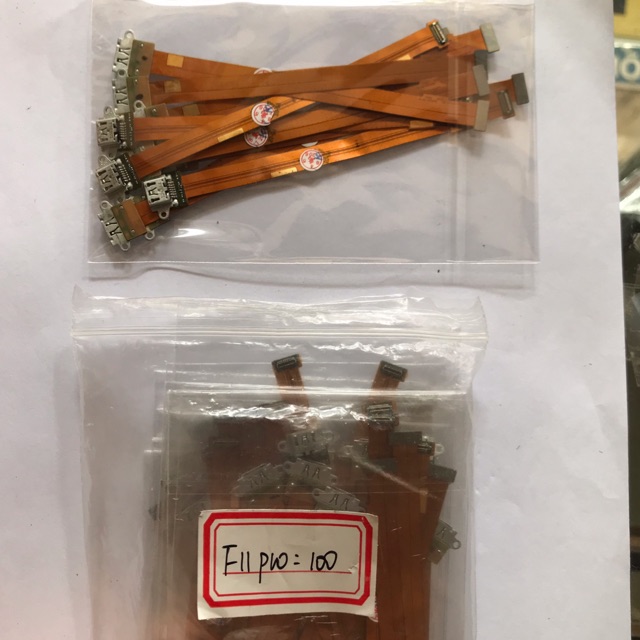 F11 pro = 100